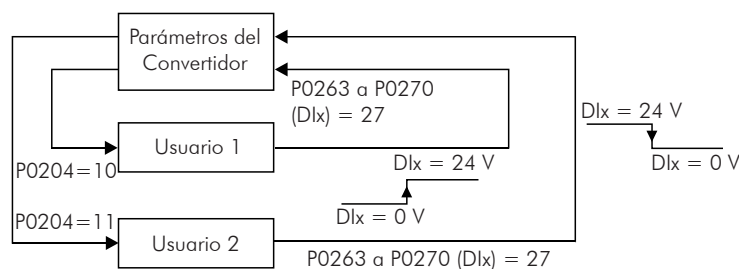 Parámetros del
Convertidor
P0263 a P0270
(DIx) = 27
DIx = 24 V
Usuario 1
DIx = 24 V
DIx = 0 V
P0204=10
DIx = 0 V
P0204=11
Usuario 2
P0263 a P0270 (DIx) = 27